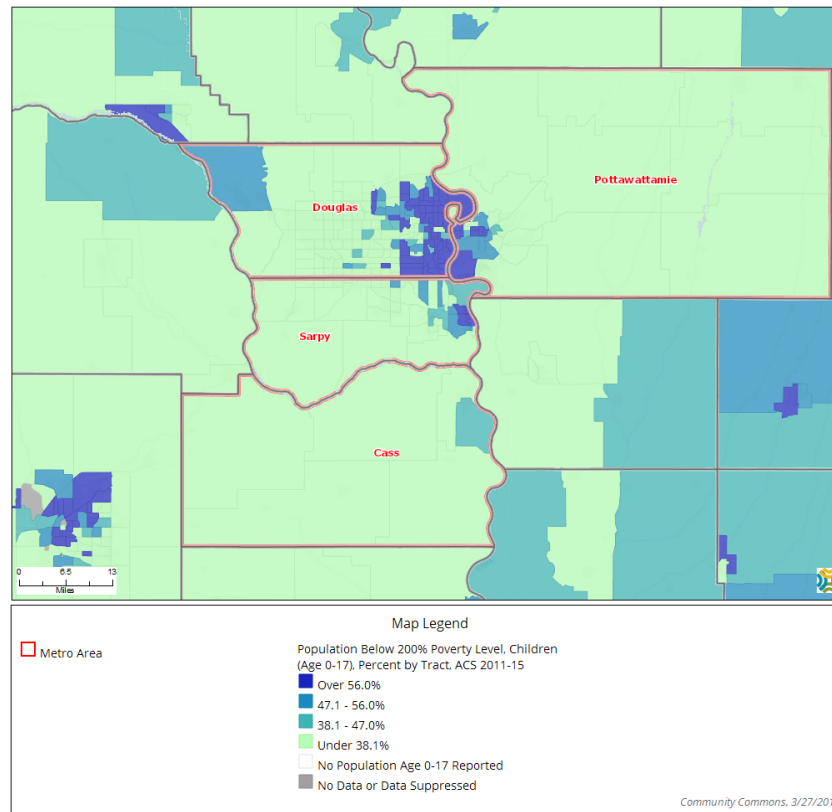 Pottawattamie
Douglas
Sarpy
Cass
0 6.5 13
Miles
Map Legend
Metro Area
Population Below 200% Poverty Level, Children
(Age 0-17), Percent by Tract, ACS 2011-15
Over 56.0%
47.1 - 56.0%
38.1 - 47.0%
Under 38.1%
No Population Age 0-17 Reported
No Data or Data Suppressed
Community Commons, 3/27/201